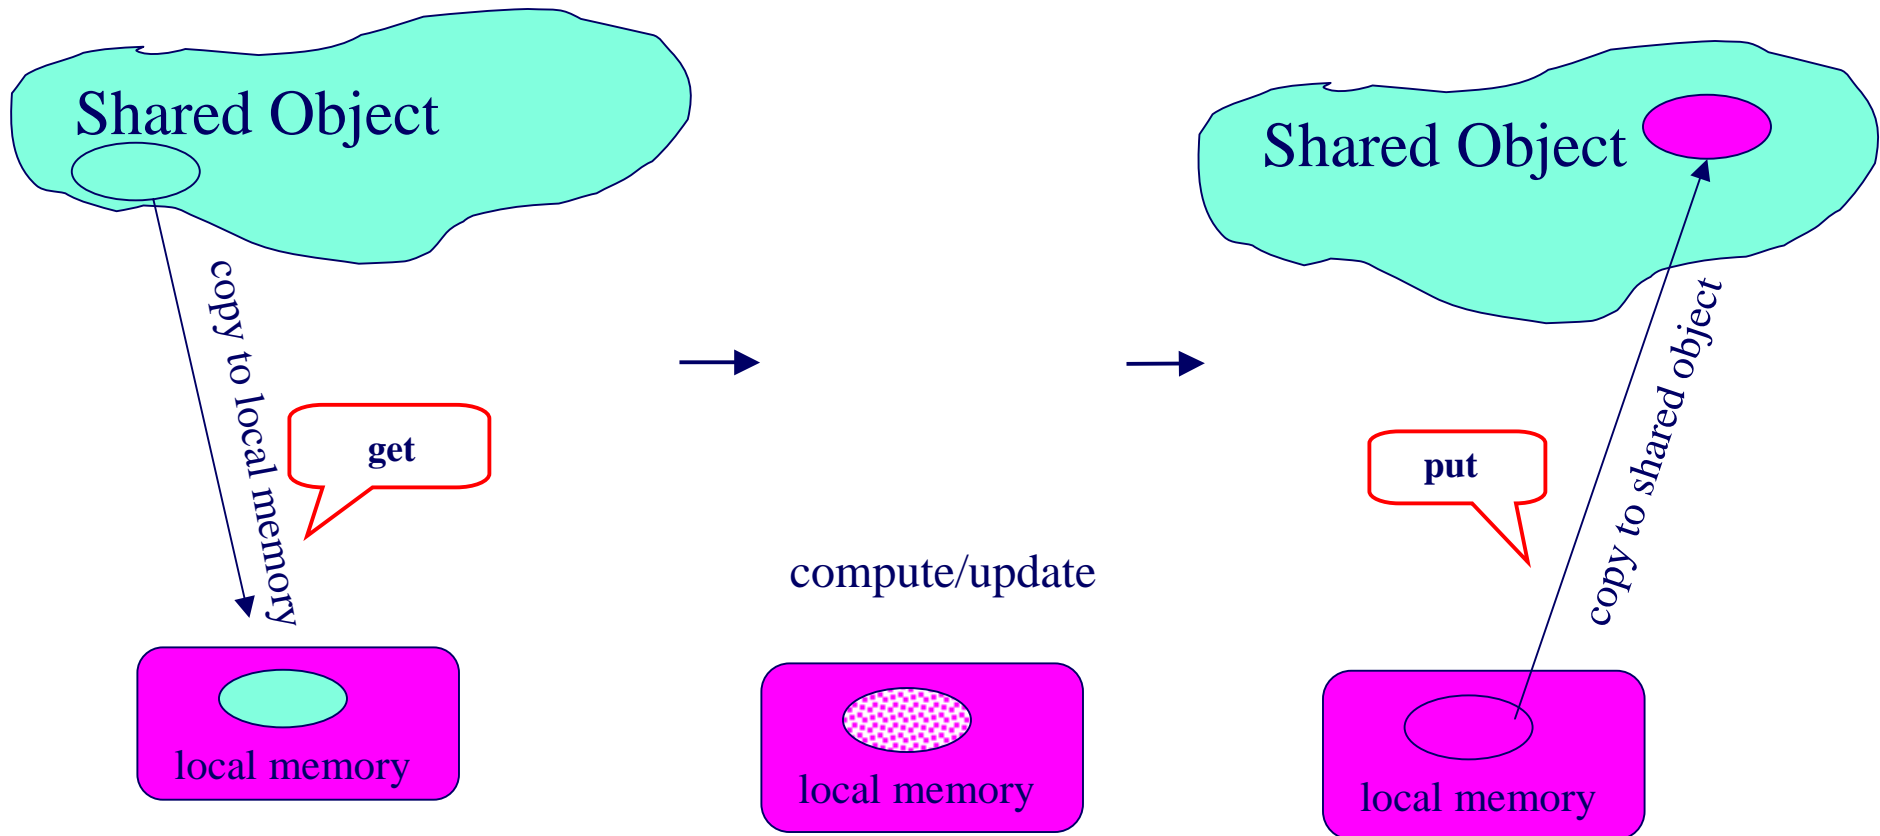 Shared Object
copy to local memory
get
local memory
compute/update
local memory
Shared Object
put
copy to shared object
local memory